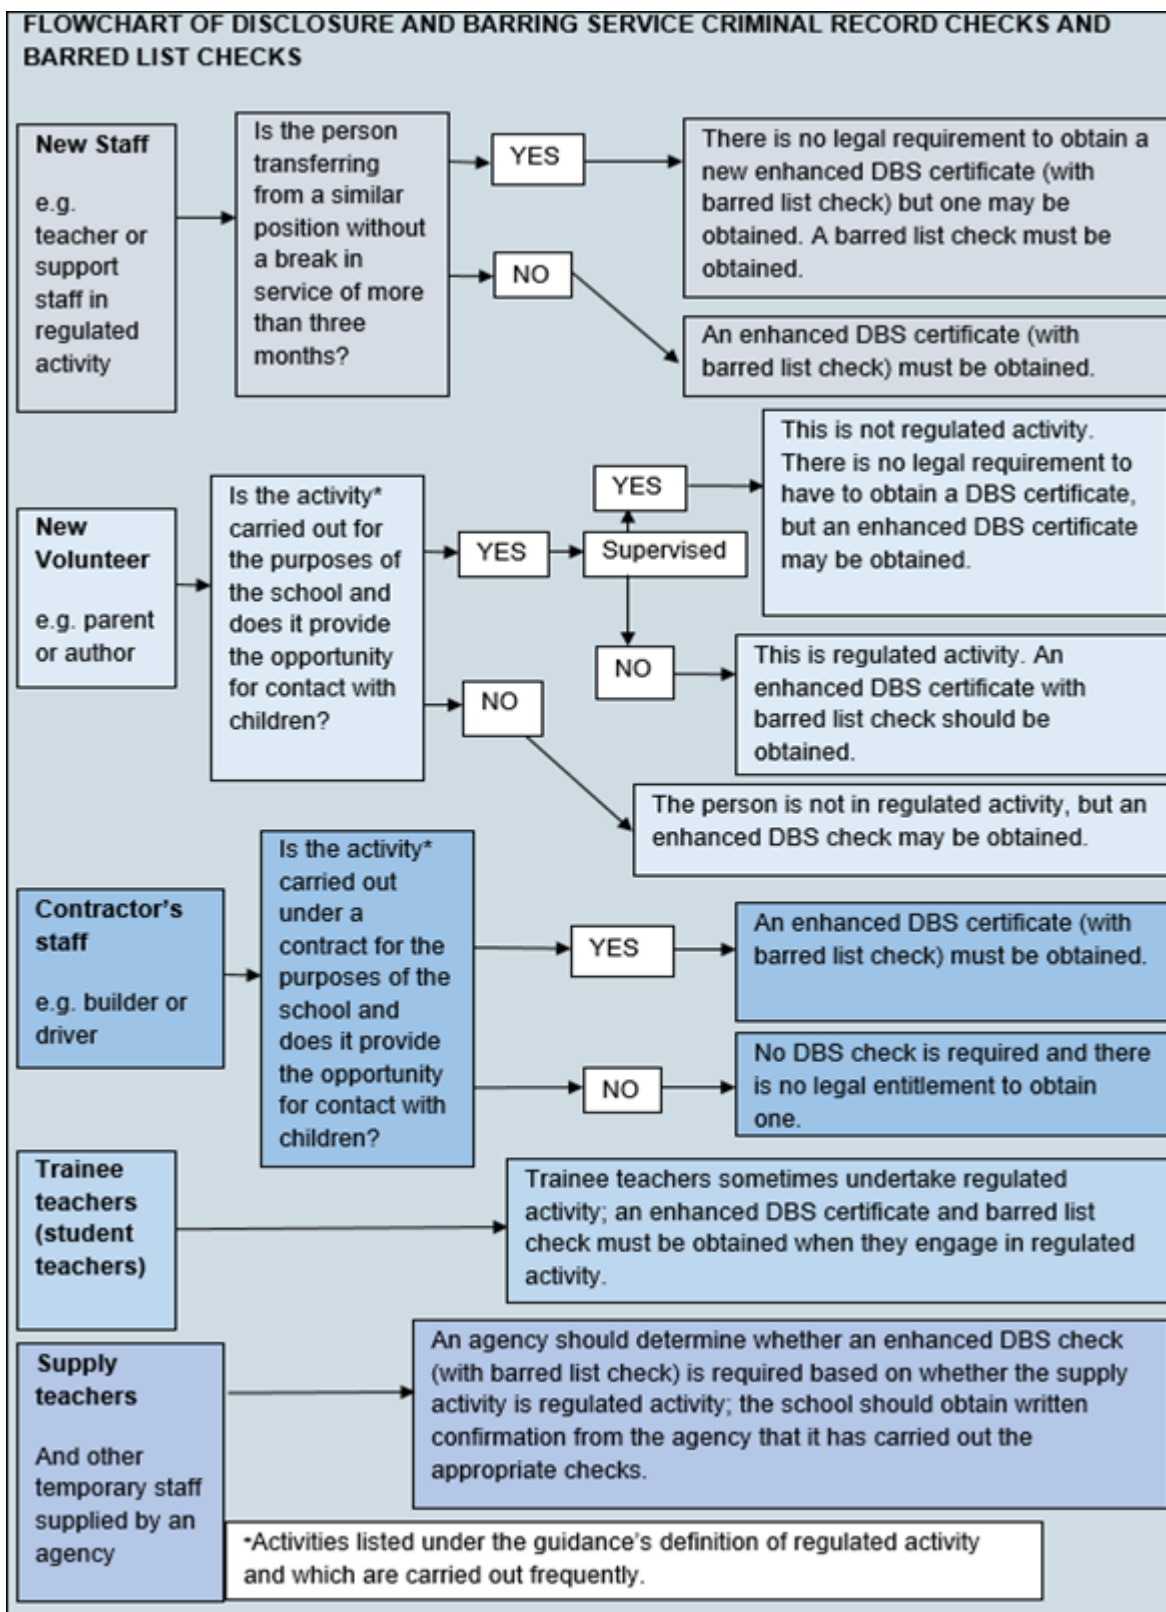 FLOWCHART OF DISCLOSURE AND BARRING SERVICE CRIMINAL RECORD CHECKS AND
BARRED LIST CHECKS
New Staff
e.g.
teacher or
support
staff in
regulated
activity
Is the person
transferring
from a similar
position without
a break in
service of more
than three
months?
YES
There is no legal requirement to obtain a
new enhanced DBS certificate (with
barred list check) but one may be
obtained. A barred list check must be
obtained.
NO
An enhanced DBS certificate (with
barred list check) must be obtained.
New
Volunteer
e.g. parent
or author
Is the activity*
carried out for
the purposes of
the school and
does it provide
the opportunity
for contact with
children?
YES
Supervised
YES
This is not regulated activity.
There is no legal requirement to
have to obtain a DBS certificate,
but an enhanced DBS certificate
may be obtained.
NO
This is regulated activity. An
enhanced DBS certificate with
barred list check should be
obtained.
NO
The person is not in regulated activity, but an
enhanced DBS check may be obtained.
Contractor's
staff
e.g. builder or
driver
Is the activity*
carried out
under a
contract for the
purposes of the
school and
does it provide
the opportunity
for contact with
children?
YES
An enhanced DBS certificate (with
barred list check) must be obtained.
NO
No DBS check is required and there
is no legal entitlement to obtain
one.
Trainee
teachers
(student
teachers)
Trainee teachers sometimes undertake regulated
activity; an enhanced DBS certificate and barred list
check must be obtained when they engage in regulated
activity.
Supply
teachers
And other
temporary staff
supplied by an
agency
An agency should determine whether an enhanced DBS check
(with barred list check) is required based on whether the supply
activity is regulated activity; the school should obtain written
confirmation from the agency that it has carried out the
appropriate checks.
*Activities listed under the guidance's definition of regulated activity
and which are carried out frequently.